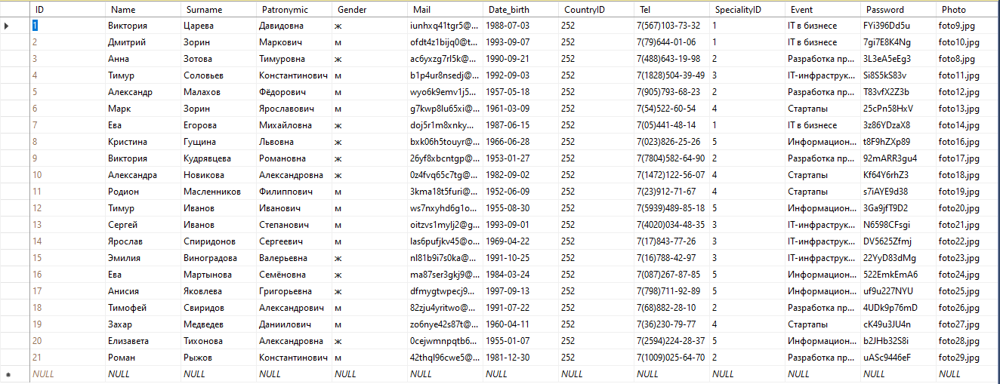 ID Name Surname Patronymic Gender Mail Date_birth CountryID Tel SpecialityID Event Password Photo
1 Виктория Царева Давидовна ж iunhxq41tgr5@... 1988-07-03 252 7(567)103-73-32 1 IT в бизнесе FYi396Dd5u foto9.jpg
2 Дмитрий Зорин Маркович м ofdt4z1bijq0@t... 1993-09-07 252 7(79)644-01-06 1 IT в бизнесе 7gi7E8K4Ng foto10.jpg
3 Анна Зотова Тимуровна ж ac6yxzg7rl5k@... 1990-09-21 252 7(488)643-19-98 2 Разработка пр... 3L3eA5eEg3 foto8.jpg
4 Тимур Соловьев Константинович м b1p4ur8nsedj@... 1992-09-03 252 7(1828)504-39-49 3 IT-инфраструк... Si8S5kS83v foto11.jpg
5 Александр Малахов Фёдорович м wyo6k9emv1j5... 1957-05-18 252 7(905)793-68-23 2 Разработка пр... T83vfX2Z3b foto12.jpg
6 Марк Зорин Ярославович м g7kwp8lu65xi@... 1961-03-09 252 7(54)522-60-54 4 Стартапы 25cPn58HxV foto13.jpg
7 Ева Егорова Михайловна ж doj5r1m8xnky... 1987-06-15 252 7(05)441-48-14 1 IT в бизнесе 3z86YDzaX8 foto14.jpg
8 Кристина Гущина Львовна ж bxk06h5touyr@... 1966-06-28 252 7(023)826-25-26 5 Информацион... t8F9hZXp89 foto16.jpg
9 Виктория Кудрявцева Романовна ж 26yf8xbcntgp@... 1953-01-27 252 7(7804)582-64-90 2 Разработка пр... 92mARR3gu4 foto17.jpg
10 Александра Новикова Александровна ж 0z4fvq65c7tg@... 1982-09-02 252 7(1472)122-56-07 4 Стартапы Kf64Y6rhZ3 foto18.jpg
11 Родион Масленников Филиппович м 3kma18t5furi@... 1952-06-09 252 7(23)912-71-67 4 Стартапы s7iAYE9d38 foto19.jpg
12 Тимур Иванов Иванович м ws7nxyhd6g1o... 1955-08-30 252 7(5939)489-85-18 5 Информацион... 3Ga9jfT9D2 foto20.jpg
13 Сергей Иванов Степанович м oitzvs1mylj2@g... 1993-09-01 252 7(4020)034-48-35 3 IT-инфраструк... N6598CFsgi foto21.jpg
14 Ярослав Спиридонов Сергеевич м las6pufjkv45@o... 1969-04-22 252 7(17)843-77-26 3 IT-инфраструк... DV5625Zfmj foto22.jpg
15 Эмилия Виноградова Валерьевна ж nl81b9i7s0ka@... 1991-10-25 252 7(16)788-42-97 3 IT-инфраструк... 22YyD83dMg foto23.jpg
16 Ева Мартынова Семёновна ж ma87ser3gkj9@... 1984-03-24 252 7(087)267-87-85 5 Информацион... 522EmkEmA6 foto24.jpg
17 Анисия Яковлева Григорьевна ж dfmygtwpecj9... 1997-09-13 252 7(798)711-92-89 5 Информацион... uf9u227NYU foto25.jpg
18 Тимофей Свиридов Александрович м 82zju4yritwo@... 1991-07-22 252 7(68)882-28-10 2 Разработка пр... 4UDk9p76mD foto26.jpg
19 Захар Медведев Даниилович м zo6nye42s87t@... 1960-04-11 252 7(36)230-79-77 4 Стартапы cK49u3JU4n foto27.jpg
20 Елизавета Тихонова Александровна ж 0cejwmnpqtb6... 1955-01-07 252 7(2594)224-28-37 5 Информацион... b2JHb32S8i foto28.jpg
21 Роман Рыжов Константинович м 42thql96cwe5@... 1981-12-30 252 7(1009)025-64-70 2 Разработка пр... uASc9446eF foto29.jpg
NULL NULL NULL NULL NULL NULL NULL NULL NULL NULL NULL NULL NULL